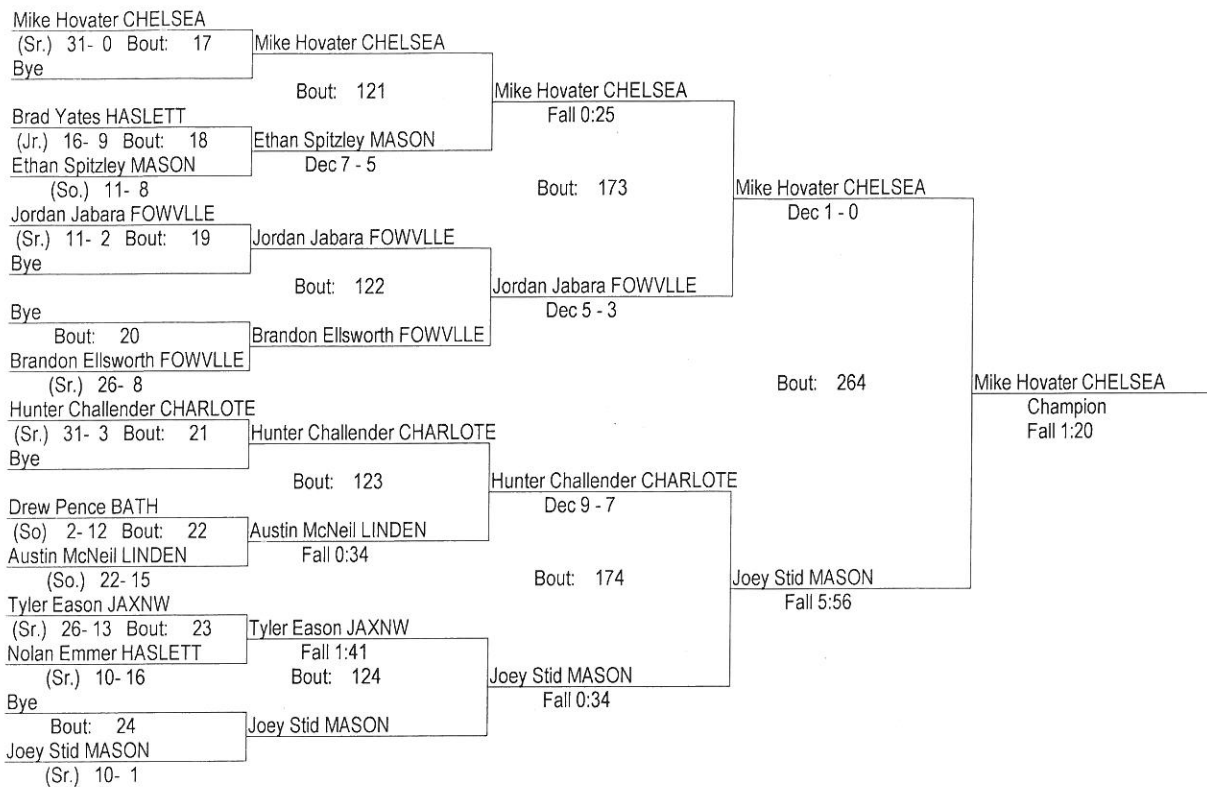 Mike Hovater CHELSEA
(Sr.) 31- 0 Bout: 17
Bye
Brad Yates HASLETT
(Jr.) 16- 9 Bout: 18
Ethan Spitzley MASON
(So.) 11- 8
Jordan Jabara FOWVLLE
(Sr.) 11- 2 Bout: 19
Bye
Bye
Bout: 20
Brandon Ellsworth FOWVLLE
(Sr.) 26- 8
Hunter Challender CHARLOTE
(Sr.) 31- 3 Bout: 21
Bye
Drew Pence BATH
(So) 2- 12 Bout: 22
Austin McNeil LINDEN
(So.) 22- 15
Tyler Eason JAXNW
(Sr.) 26- 13 Bout: 23
Nolan Emmer HASLETT
(Sr.) 10- 16
Bye
Bout: 24
Joey Stid MASON
(Sr.) 10- 1
Mike Hovater CHELSEA
Bout: 121
Ethan Spitzley MASON
Dec 7 - 5
Jordan Jabara FOWVLLE
Bout: 122
Brandon Ellsworth FOWVLLE
Hunter Challender CHARLOTE
Bout: 123
Austin McNeil LINDEN
Fall 0:34
Tyler Eason JAXNW
Fall 1:41
Bout: 124
Joey Stid MASON
Mike Hovater CHELSEA
Fall 0:25
Bout: 173
Jordan Jabara FOWVLLE
Dec 5 - 3
Hunter Challender CHARLOTE
Dec 9 - 7
Bout: 174
Joey Stid MASON
Fall 0:34
Mike Hovater CHELSEA
Dec 1 - 0
Bout: 264
Joey Stid MASON
Fall 5:56
Mike Hovater CHELSEA
Champion
Fall 1:20